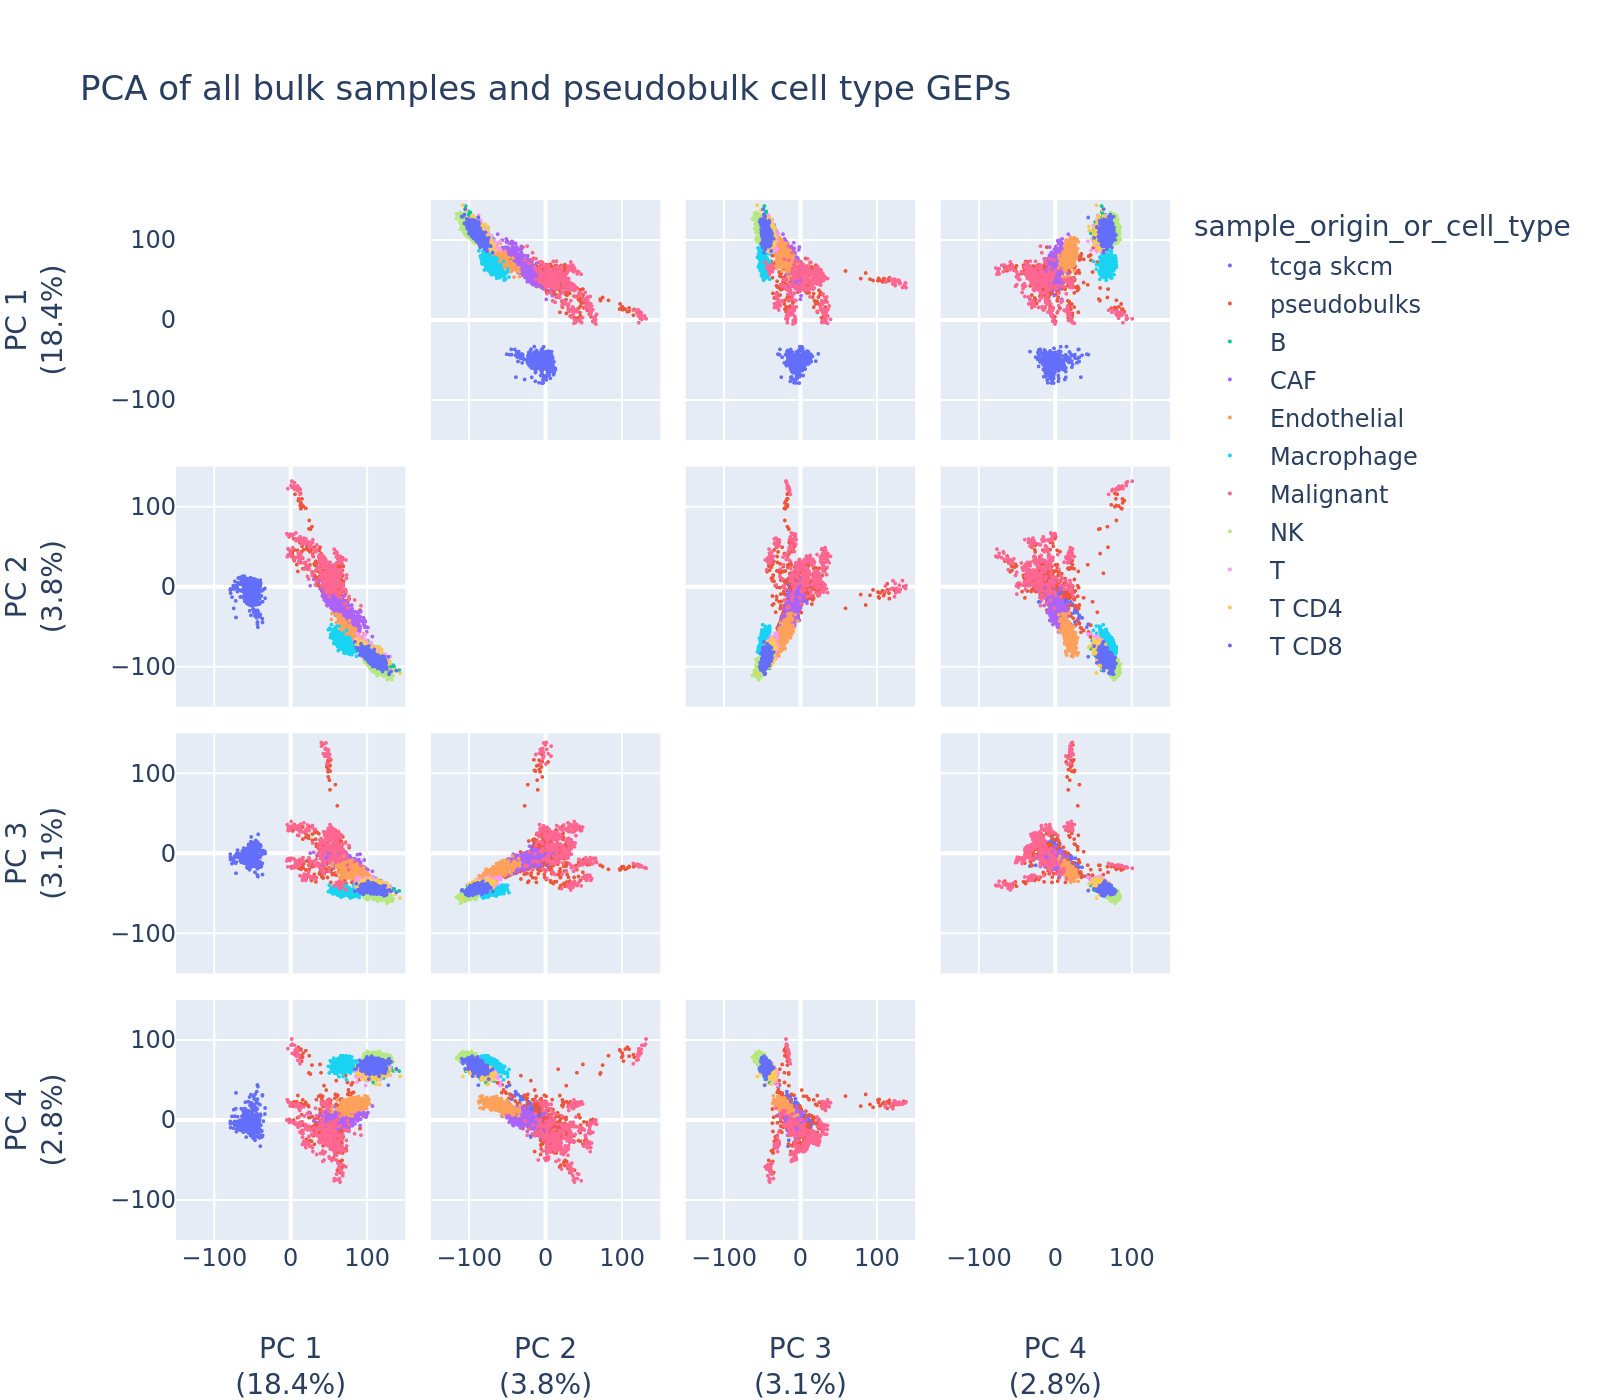 PCA of all bulk samples and pseudobulk cell type GEPs
sample_origin_or_cell_type
tcga skcm
pseudobulks
B
CAF
Endothelial
Macrophage
Malignant
NK
T
T CD4
T CD8
PC 1
(18.4%)
100
0
−100
PC 2
(3.8%)
100
0
−100
PC 3
(3.1%)
100
0
−100
PC 4
(2.8%)
100
0
−100
−100 0 100 −100 0 100 −100 0 100 −100 0 100
PC 1 PC 2 PC 3 PC 4
(18.4%) (3.8%) (3.1%) (2.8%)